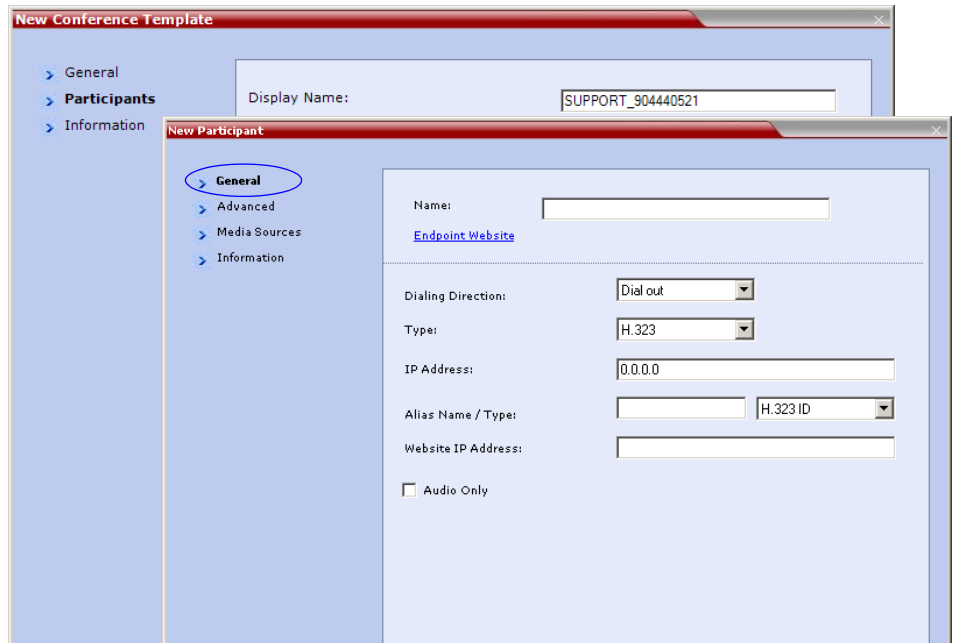 New Conference Template
General
Participants
Information
Display Name:
SUPPORT_904440521
New Participant
General
Advanced
Media Sources
Information
Name:
Endpoint Website
Dialing Direction:
Dial out
Type:
H.323
IP Address:
0.0.0.0
Alias Name / Type:
H.323 ID
Website IP Address:
Audio Only